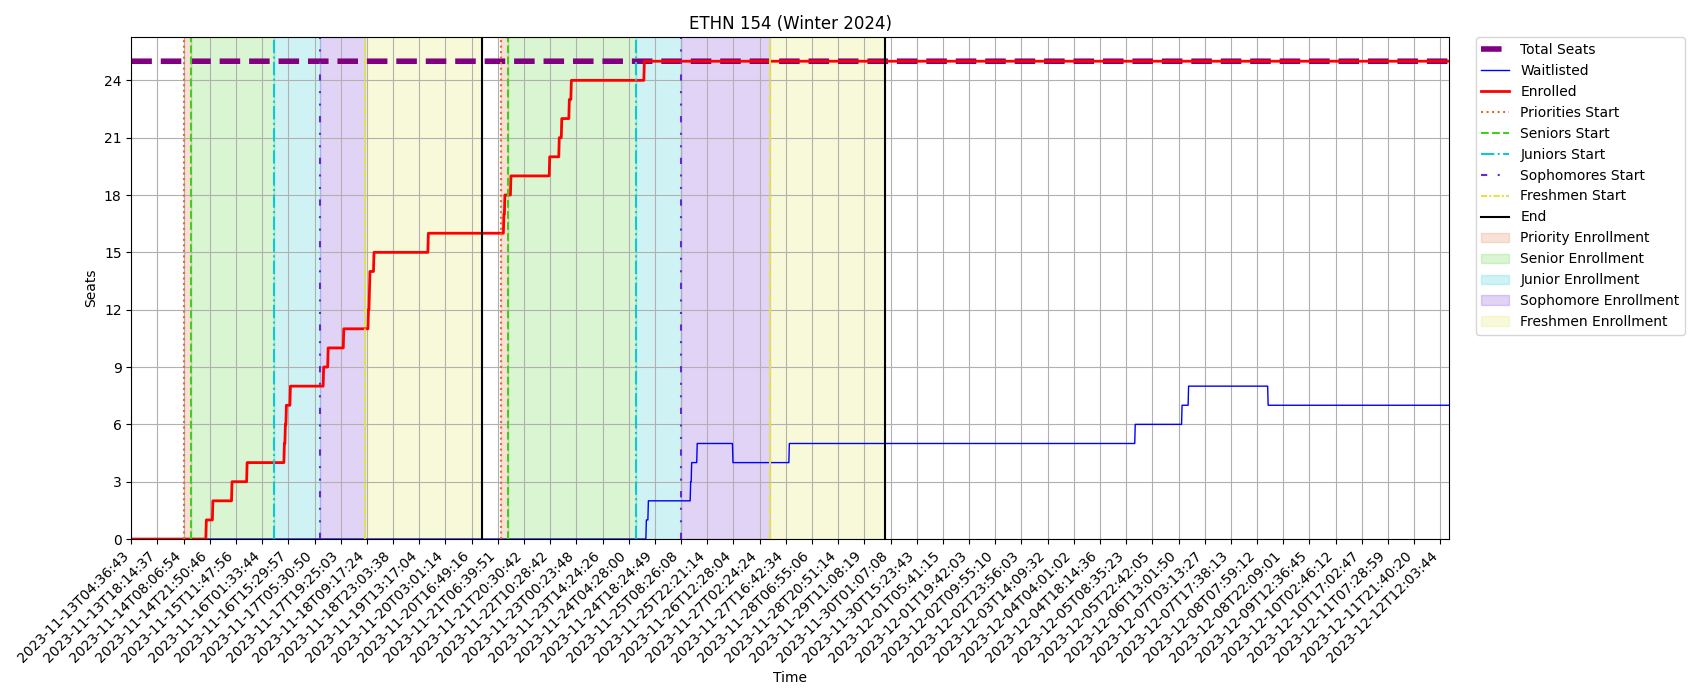 ETHN 154 (Winter 2024)
Total Seats
Waitlisted
Enrolled
Priorities Start
Seniors Start
Juniors Start
Sophomores Start
Freshmen Start
End
Priority Enrollment
Senior Enrollment
Junior Enrollment
Sophomore Enrollment
Freshmen Enrollment
Seats
24
21
18
15
12
9
6
3
0
2023-11-13T04:36:43
2023-11-13T18:14:37
2023-11-14T08:06:54
2023-11-14T21:50:46
2023-11-15T11:47:56
2023-11-16T01:33:44
2023-11-16T15:29:57
2023-11-17T05:30:50
2023-11-17T19:25:03
2023-11-18T09:17:24
2023-11-18T23:03:38
2023-11-19T13:17:04
2023-11-20T03:01:14
2023-11-20T16:49:16
2023-11-21T06:39:51
2023-11-21T20:30:42
2023-11-22T10:28:42
2023-11-23T00:23:48
2023-11-23T14:24:26
2023-11-24T04:28:00
2023-11-24T18:24:49
2023-11-25T08:26:08
2023-11-25T22:21:14
2023-11-26T12:28:04
2023-11-27T02:24:24
2023-11-27T16:42:34
2023-11-28T06:55:06
2023-11-28T20:51:14
2023-11-29T11:08:19
2023-11-30T01:07:08
2023-11-30T15:23:43
2023-12-01T05:41:15
2023-12-01T19:42:03
2023-12-02T09:55:10
2023-12-02T23:56:03
2023-12-03T14:09:32
2023-12-04T04:01:02
2023-12-04T18:14:36
2023-12-05T08:35:23
2023-12-05T22:42:05
2023-12-06T13:01:50
2023-12-07T03:13:27
2023-12-07T17:38:13
2023-12-08T07:59:12
2023-12-08T22:09:01
2023-12-09T12:36:45
2023-12-10T02:46:12
2023-12-10T17:02:47
2023-12-11T07:28:59
2023-12-11T21:40:20
2023-12-12T12:03:44
Time